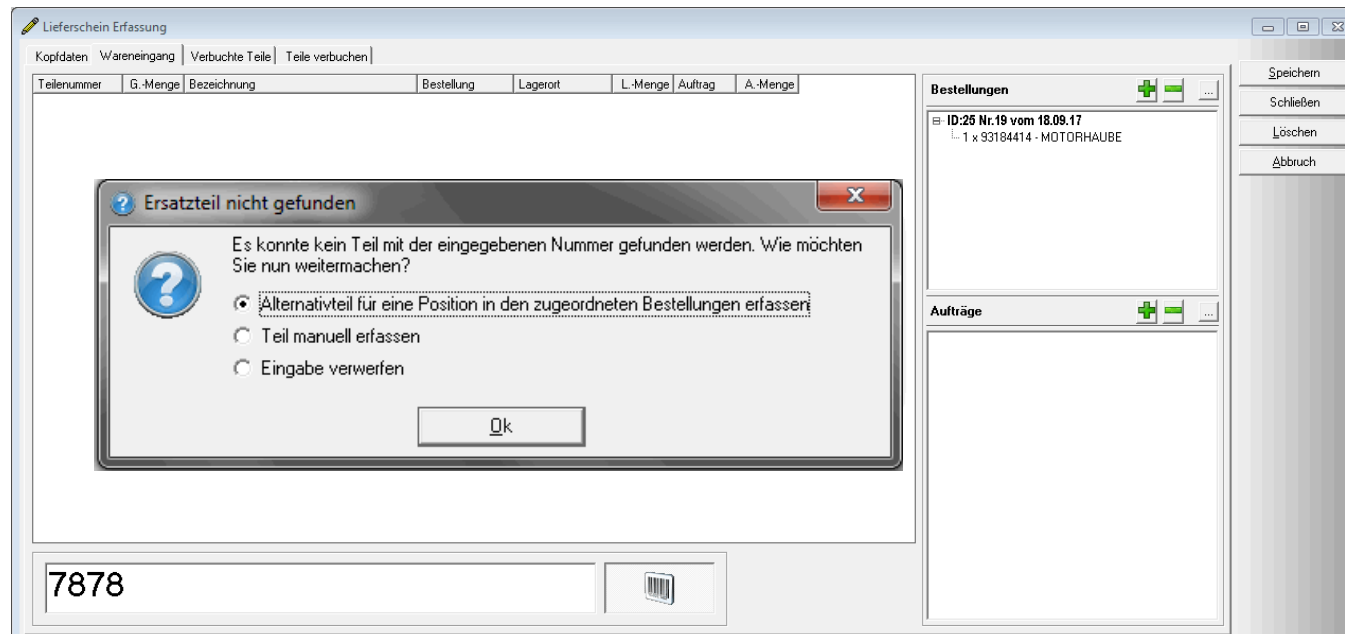 Lieferschein Erfassung
Kopfdaten Wareneingang Verbuchte Teile Teile verbuchen
Teilenummer G.-Menge Bezeichnung Bestellung Lagerort L.-Menge Auftrag A.-Menge
Ersatzteil nicht gefunden
Es konnte kein Teil mit der eingegebenen Nummer gefunden werden. Wie möchten
Sie nun weitermachen?
Alternativteil für eine Position in den zugeordneten Bestellungen erfassen
Teil manuell erfassen
Eingabe verwerfen
Ok
7878
Bestellungen ...
ID:25 Nr.19 vom 18.09.17
1 x 93184414 - MOTORHAUBE
Aufträge ...
Speichern
Schließen
Löschen
Abbruch